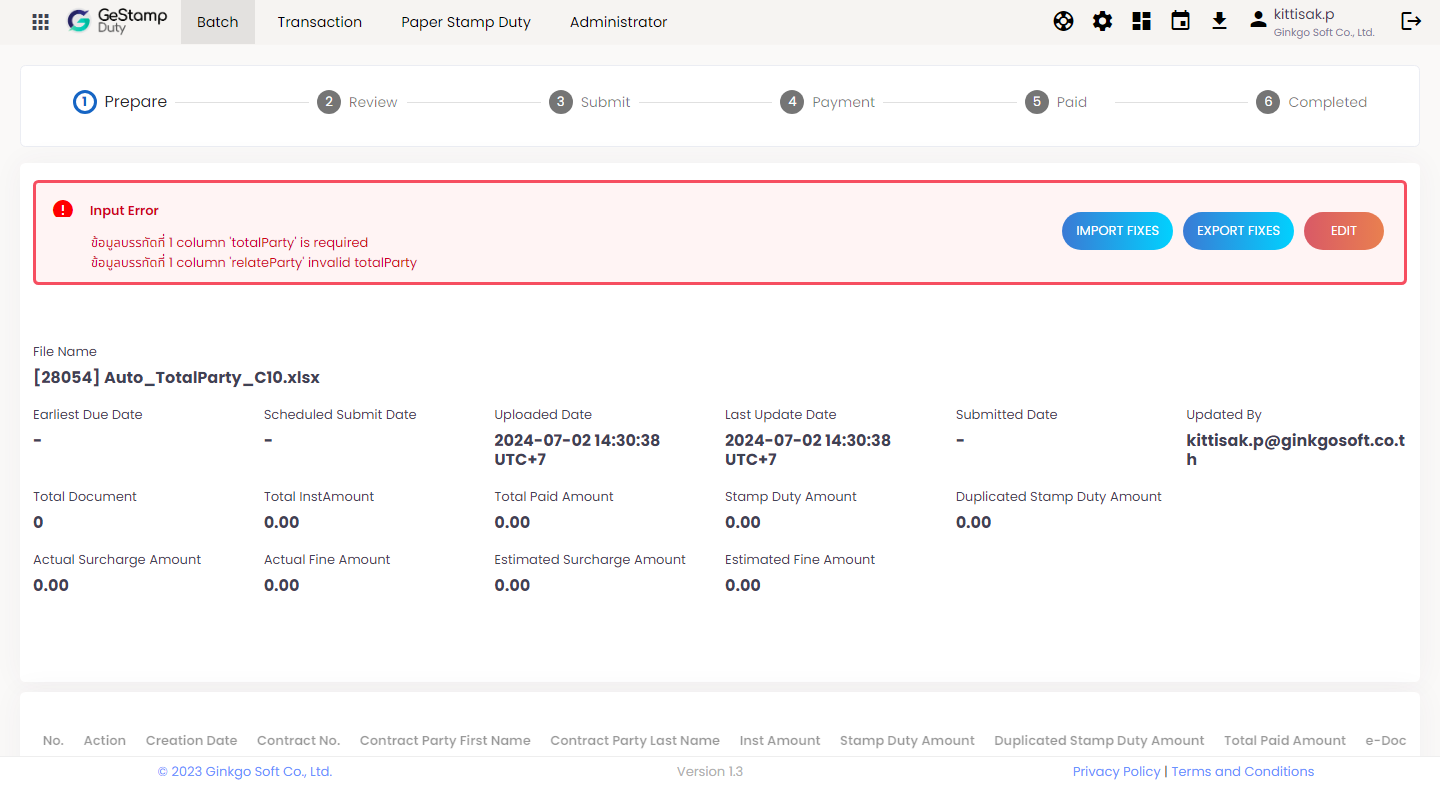 GeStamp
Duty
Batch
Transaction
Paper Stamp Duty
Administrator
kittisak.p
Ginkgo Soft Co., Ltd.
1 Prepare
2 Review
3 Submit
4 Payment
5 Paid
6 Completed
Input Error
ข้อมูลบรรทัดที่ 1 column 'totalParty' is required
ข้อมูลบรรทัดที่ 1 column 'relateParty' invalid totalParty
IMPORT FIXES
EXPORT FIXES
EDIT
File Name
[28054] Auto_TotalParty_C10.xlsx
Earliest Due Date
-
Scheduled Submit Date
-
Uploaded Date
2024-07-02 14:30:38
UTC+7
Last Update Date
2024-07-02 14:30:38
UTC+7
Submitted Date
-
Updated By
kittisak.p@ginkgosoft.co.t
h
Total Document
0
Total InstAmount
0.00
Total Paid Amount
0.00
Stamp Duty Amount
0.00
Duplicated Stamp Duty Amount
0.00
Actual Surcharge Amount
0.00
Actual Fine Amount
0.00
Estimated Surcharge Amount
0.00
Estimated Fine Amount
0.00
No. Action Creation Date Contract No. Contract Party First Name Contract Party Last Name Inst Amount Stamp Duty Amount Duplicated Stamp Duty Amount Total Paid Amount e-Doc
© 2023 Ginkgo Soft Co., Ltd.
Version 1.3
Privacy Policy | Terms and Conditions